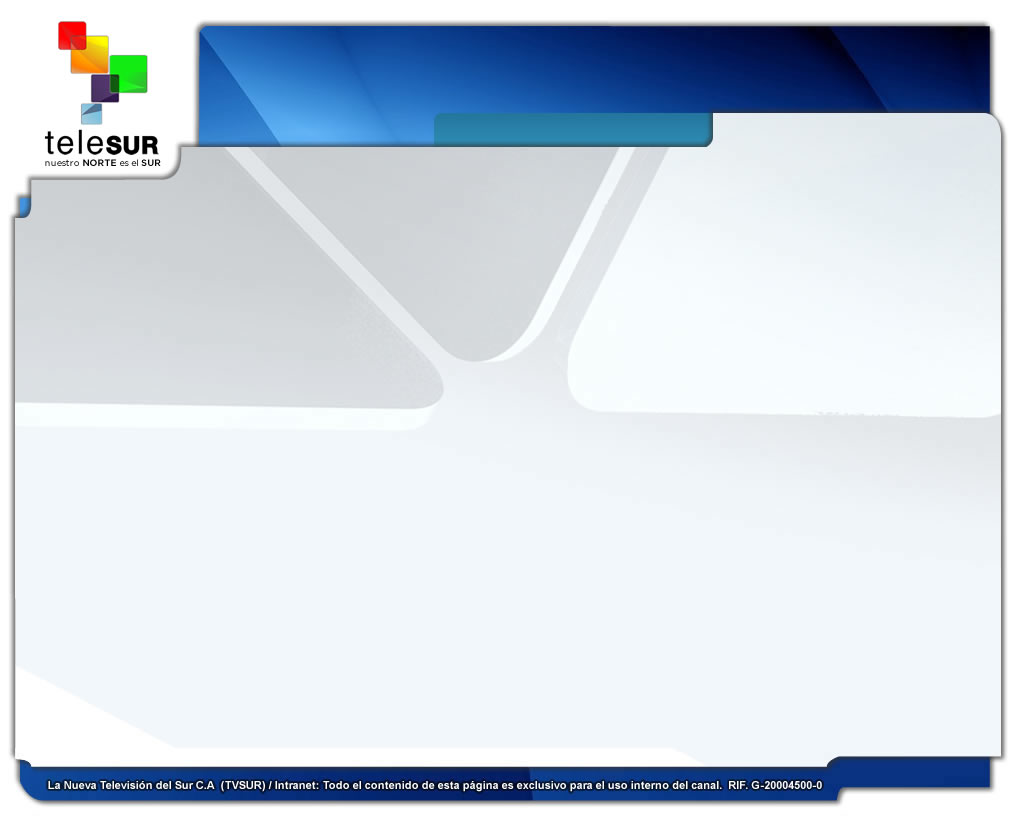 teleSUR
nuestro NORTE es el SUR
La Nueva Televisión del Sur C.A (TVSUR) / Intranet: Todo el contenido de esta página es exclusivo para el uso interno del canal. RIF. G-20004500-0